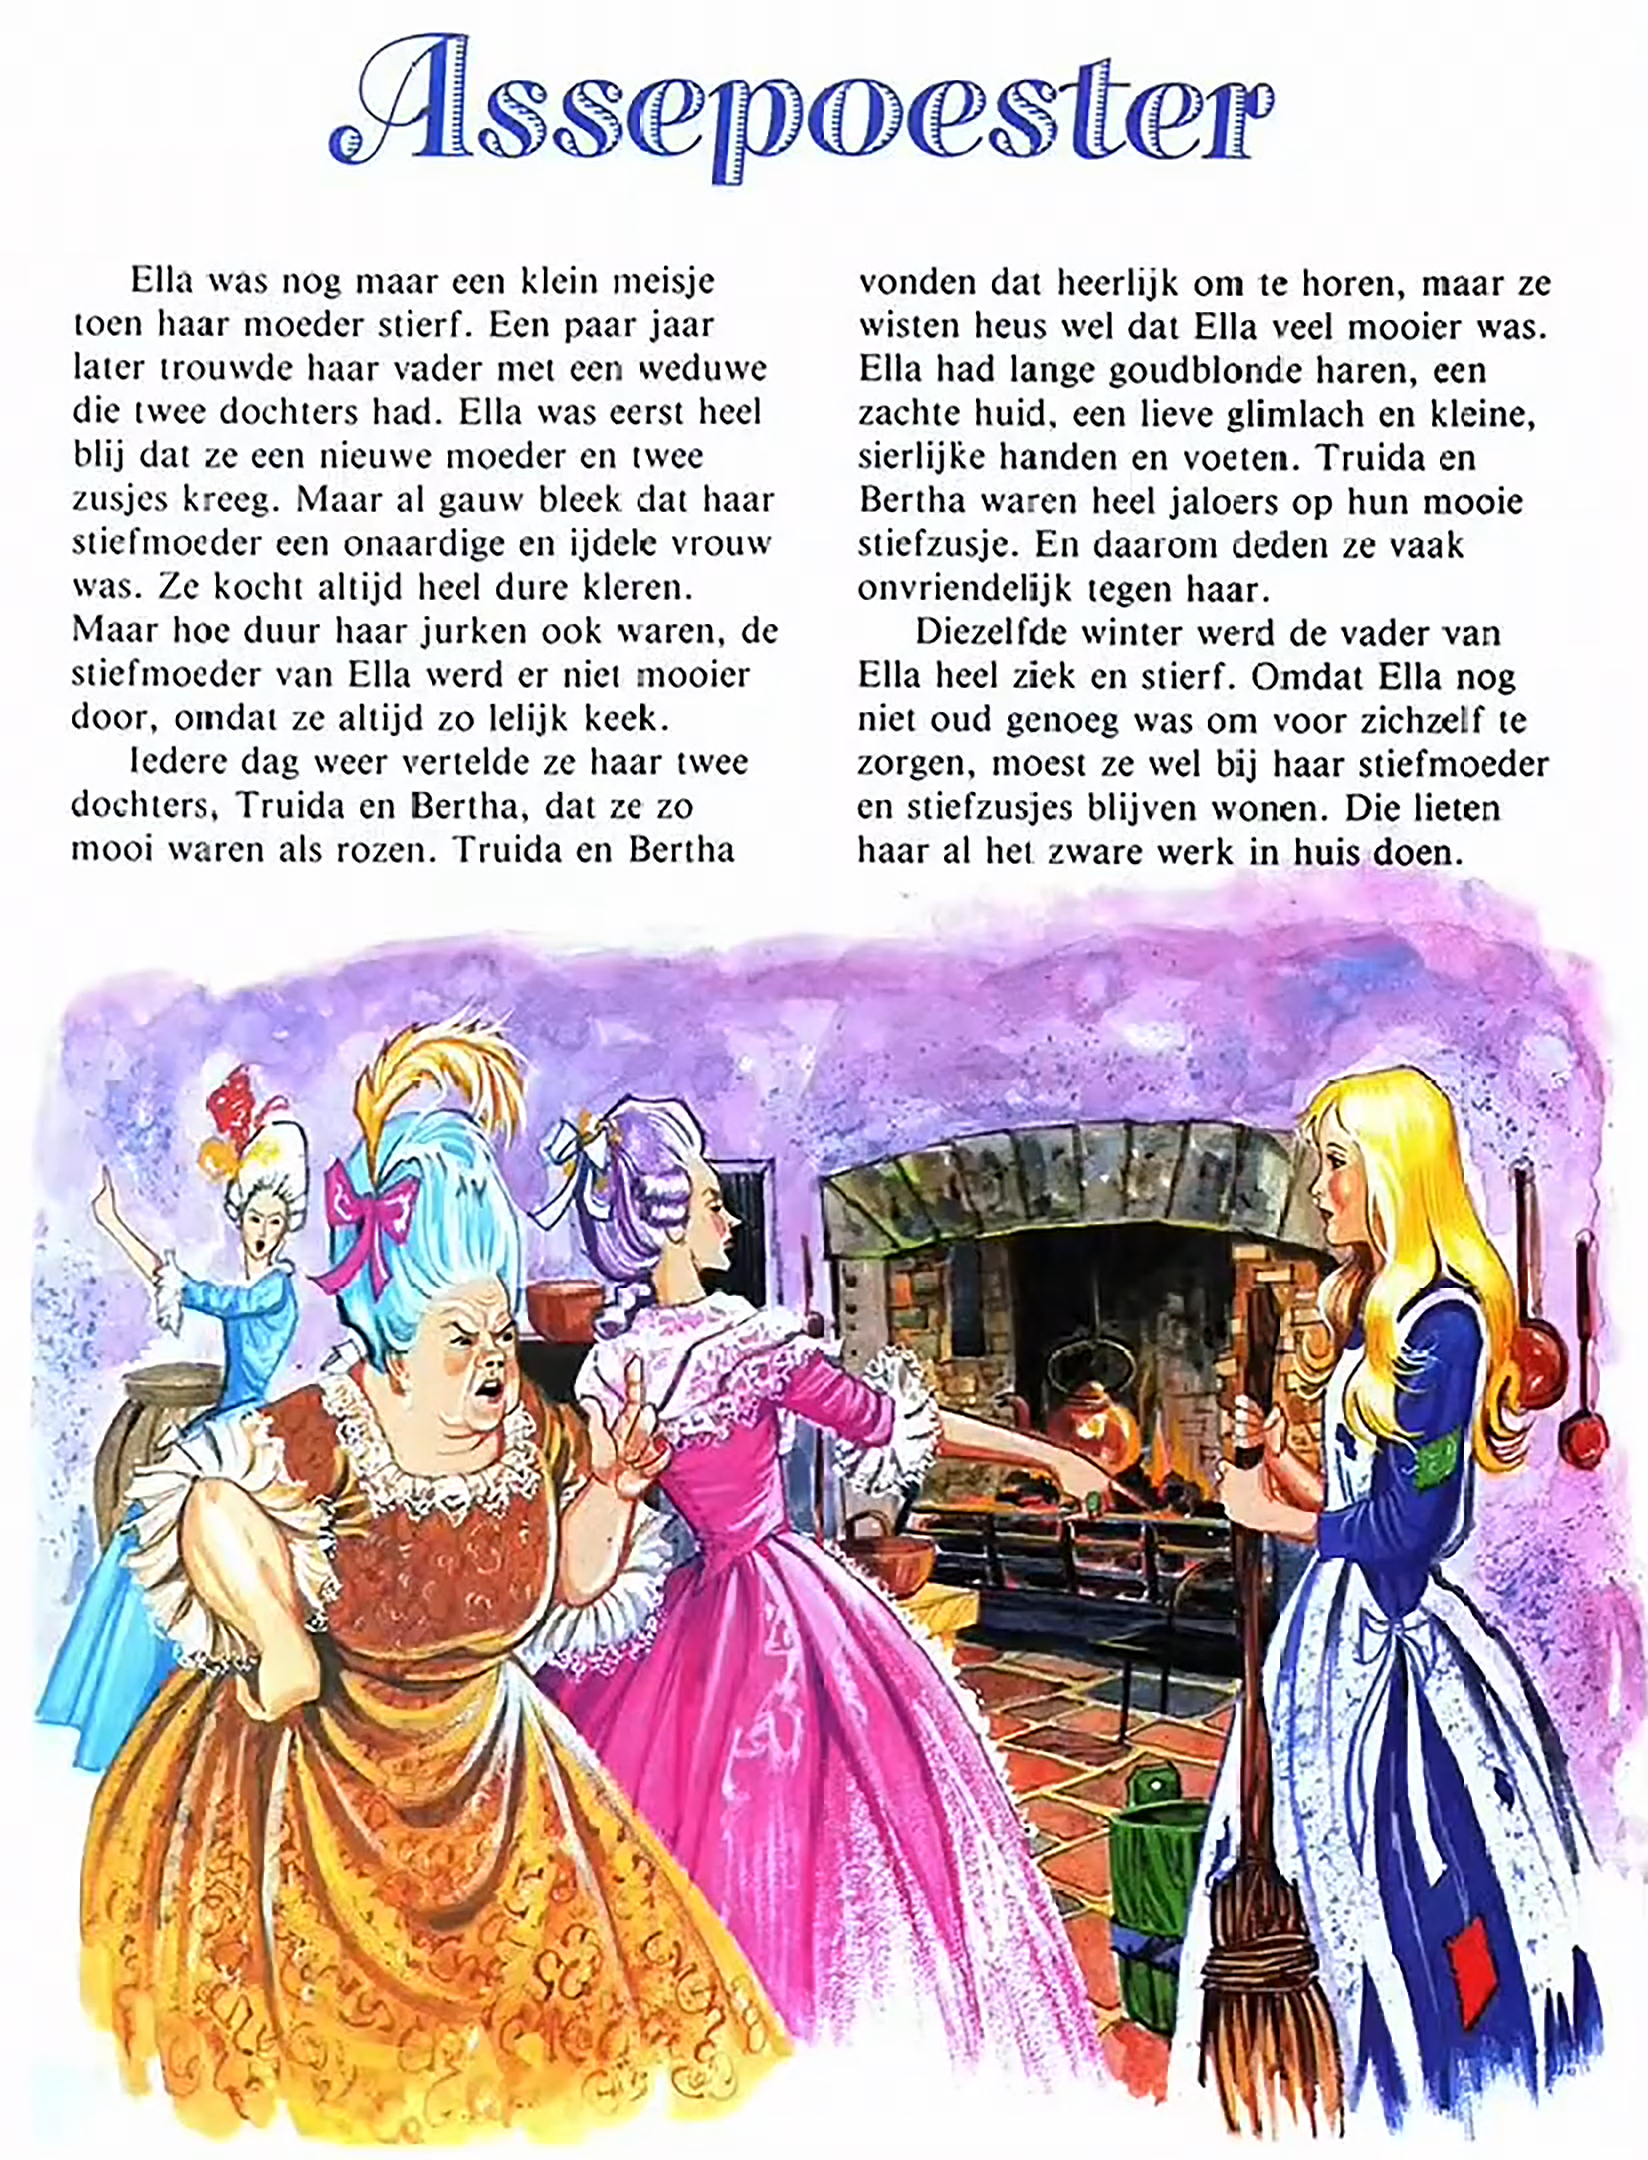 Assepoester
Ella was nog maar een klein meisje
toen haar moeder stierf. Een paar jaar
later trouwde haar vader met een weduwe
die twee dochters had. Ella was eerst heel
blij dat ze een nieuwe moeder en twee
zusjes kreeg. Maar al gauw bleek dat haar
stiefmoeder een onaardige en ijdele vrouw
was. Ze kocht altijd heel dure kleren.
Maar hoe duur haar jurken ook waren, de
stiefmoeder van Ella werd er niet mooier
door, omdat ze altijd zo lelijk keek.
Iedere dag weer vertelde ze haar twee
dochters, Truida en Bertha, dat ze zo
mooi waren als rozen. Truida en Bertha
vonden dat heerlijk om te horen, maar ze
wisten heus wel dat Ella veel mooier was.
Ella had lange goudblonde haren, een
zachte huid, een lieve glimlach en kleine,
sierlijke handen en voeten. Truida en
Bertha waren heel jaloers op hun mooie
stiefzusje. En daarom deden ze vaak
onvriendelijk tegen haar.
Diezelfde winter werd de vader van
Ella heel ziek en stierf. Omdat Ella nog
niet oud genoeg was om voor zichzelf te
zorgen, moest ze wel bij haar stiefmoeder
en stiefzusjes blijven wonen. Die lieten
haar al het zware werk in huis doen.